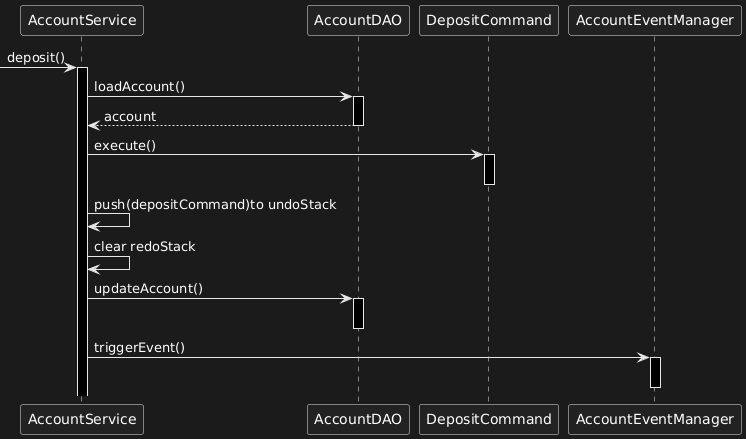 AccountService
AccountDAO
DepositCommand
AccountEventManager
deposit()
loadAccount()
account
execute()
push(depositCommand)to undoStack
clear redoStack
updateAccount()
triggerEvent()
AccountService
AccountDAO
DepositCommand
AccountEventManager